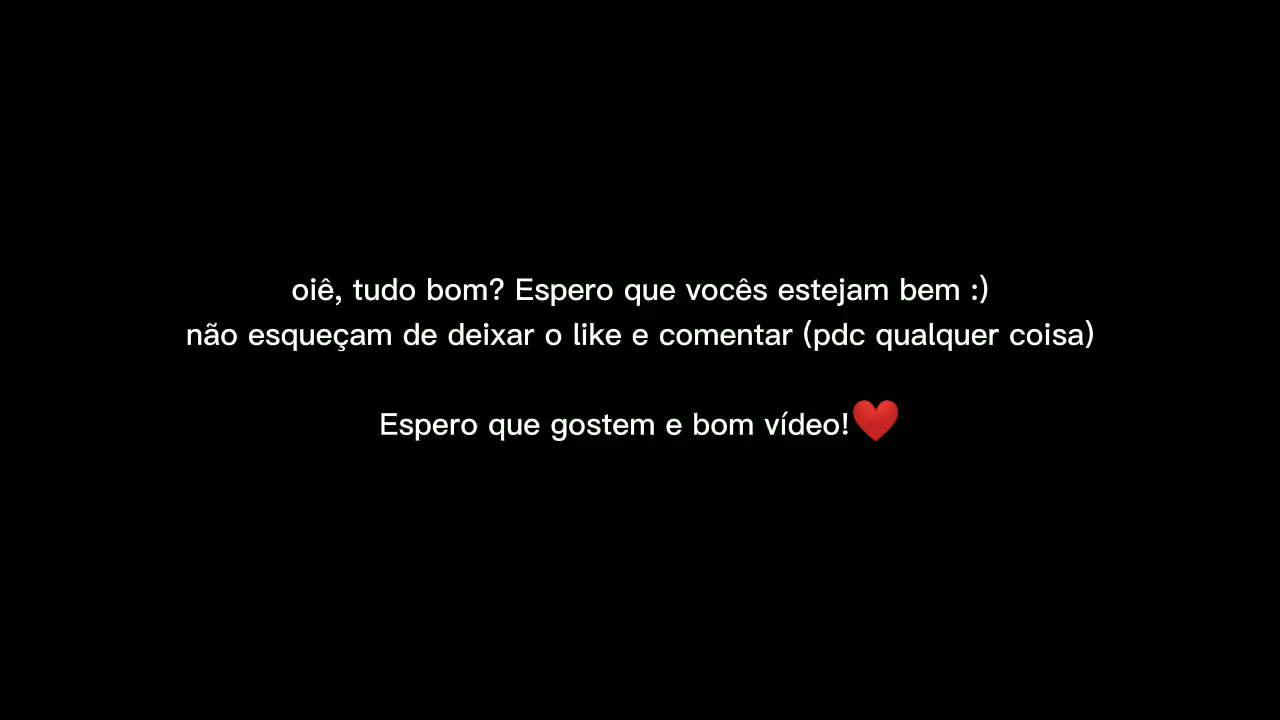 oiê, tudo bom? Espero que vocês estejam bem :)
não esqueçam de deixar o like e comentar (pdc qualquer coisa)
Espero que gostem e bom vídeo!❤️